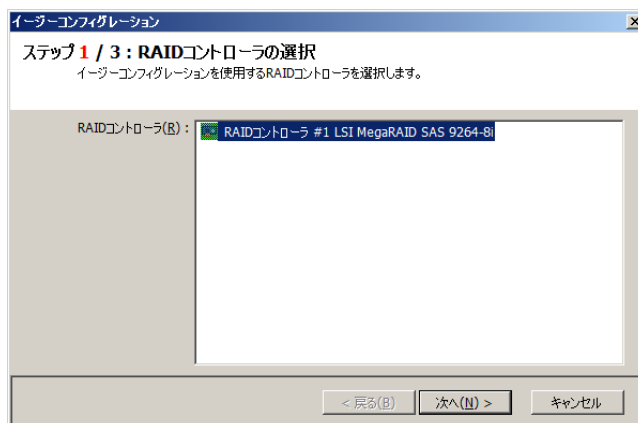 イージーコンフィグレーション
ステップ 1 / 3 : RAIDコントローラの選択
イージーコンフィグレーションを使用するRAIDコントローラを選択します。
RAIDコントローラ(R) :
RAIDコントローラ #1 LSI MegaRAID SAS 9264-8i
< 戻る(B)
次へ(N) >
キャンセル